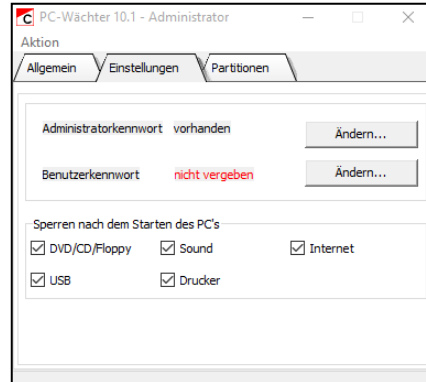 PC-Wächter 10.1 - Administrator
Aktion
Allgemein Einstellungen Partitionen
Administratorkennwort vorhanden Ändern...
Benutzerkennwort nicht vergeben Ändern...
Sperren nach dem Starten des PC's
DVD/CD/Floppy Sound Internet
USB Drucker